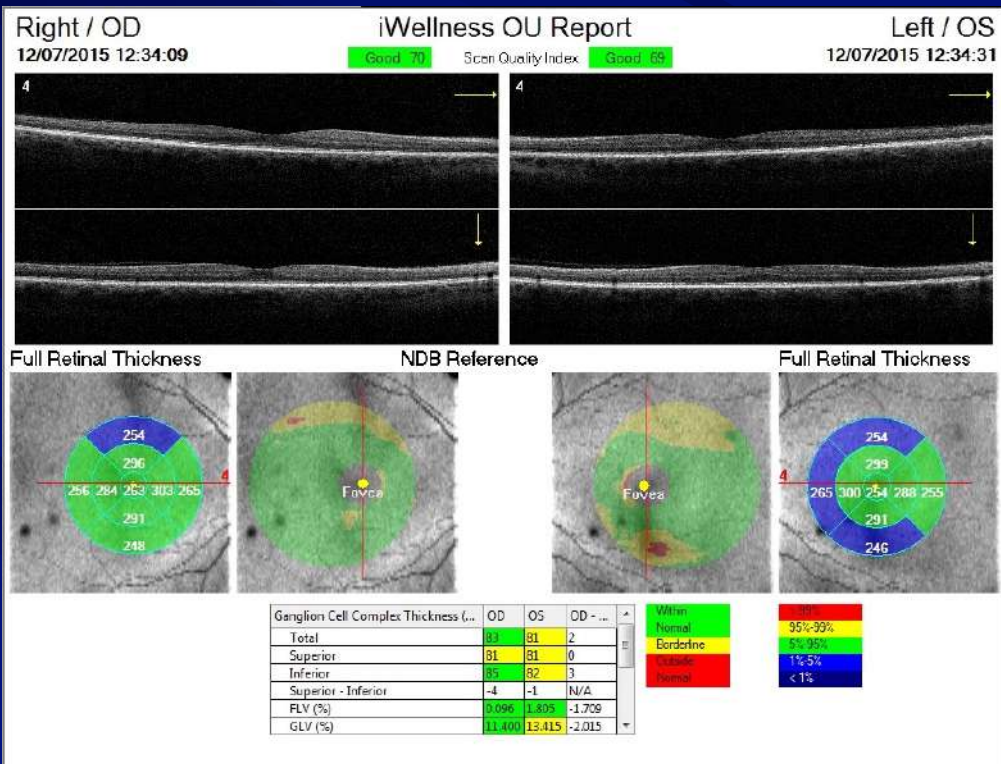 Right / OD iWellness OU Report Left / OS
12/07/2015 12:34:09 Good 70 Scan Quality Index Good 69 12/07/2015 12:34:31
4 4
Full Retinal Thickness NDB Reference Full Retinal Thickness
254 254
296 299
4 4
256 284 263 303 265 Fovea Fovea 265 300 254 288 255
291 291
248 246
Ganglion Cell Complex Thickness (... OD OS OD - ...
Total 83 81 2
Superior 81 81 0
Inferior 85 82 3
Superior - Inferior -4 -1 N/A
FLV (%) 0.096 1.805 -1.709
GLV (%) 11.400 13.415 -2.015
Within Normal
Borderline
Outside Normal
> 99%
95%-99%
5%-95%
1%-5%
< 1%